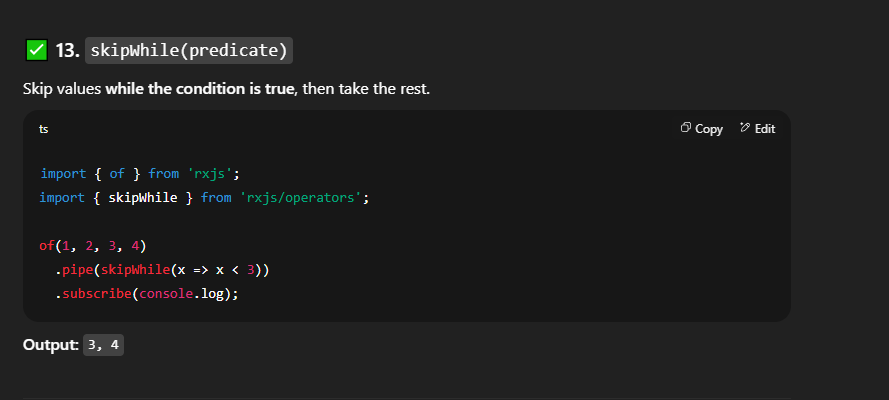 ✅ 13. skipWhile(predicate)
Skip values while the condition is true, then take the rest.
ts Copy Edit
import { of } from 'rxjs';
import { skipWhile } from 'rxjs/operators';
of(1, 2, 3, 4)
.pipe(skipWhile(x => x < 3))
.subscribe(console.log);
Output: 3, 4